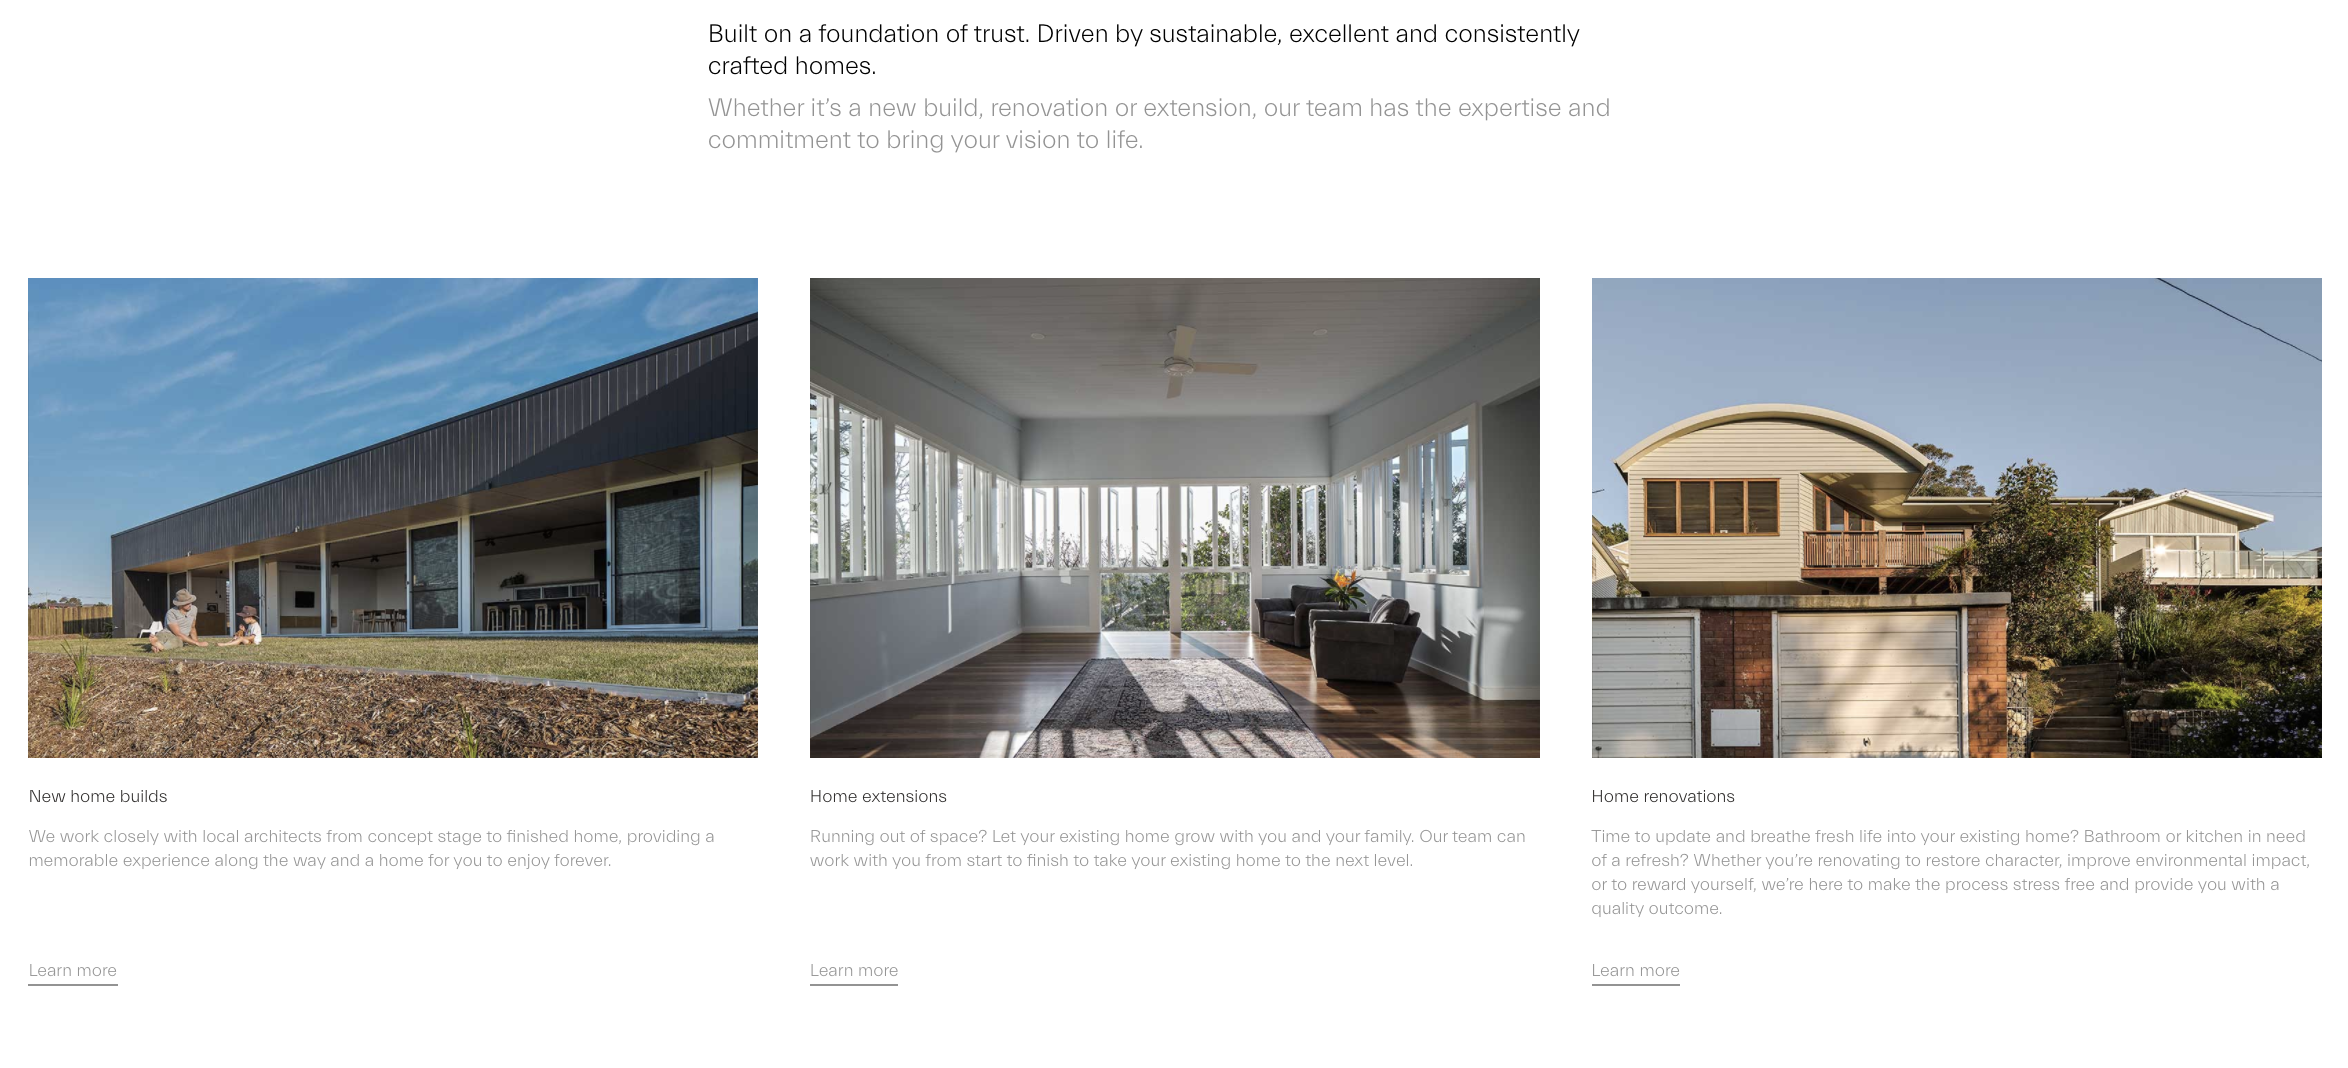 Built on a foundation of trust. Driven by sustainable, excellent and consistently
crafted homes.
Whether it’s a new build, renovation or extension, our team has the expertise and
commitment to bring your vision to life.
New home builds
We work closely with local architects from concept stage to finished home, providing a
memorable experience along the way and a home for you to enjoy forever.
Learn more
Home extensions
Running out of space? Let your existing home grow with you and your family. Our team can
work with you from start to finish to take your existing home to the next level.
Learn more
Home renovations
Time to update and breathe fresh life into your existing home? Bathroom or kitchen in need
of a refresh? Whether you’re renovating to restore character, improve environmental impact,
or to reward yourself, we’re here to make the process stress free and provide you with a
quality outcome.
Learn more